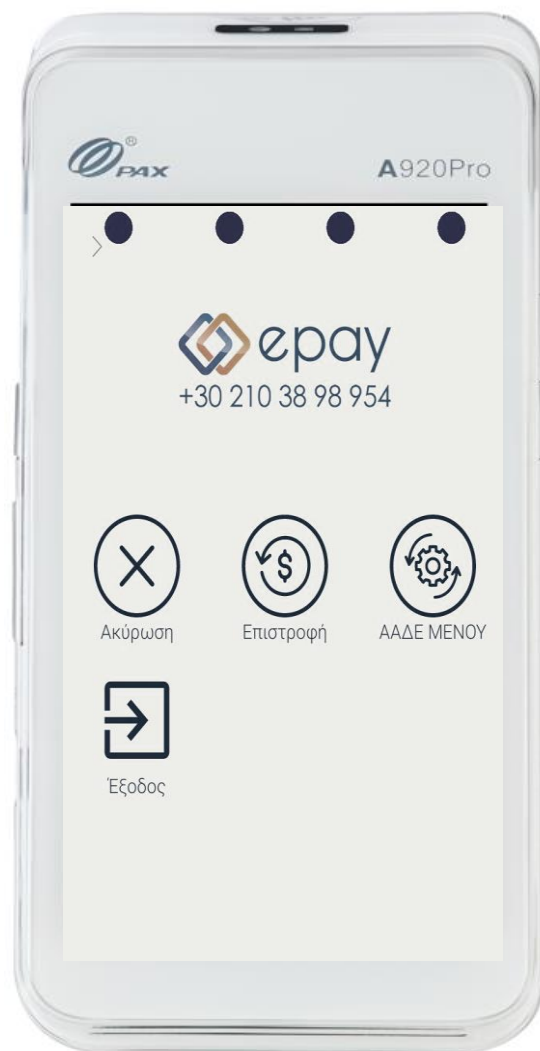 PAX®
A920Pro
epay
+30 210 38 98 954
Ακύρωση
Επιστροφή
ΑΑΔΕ ΜΕΝΟΥ
Έξοδος